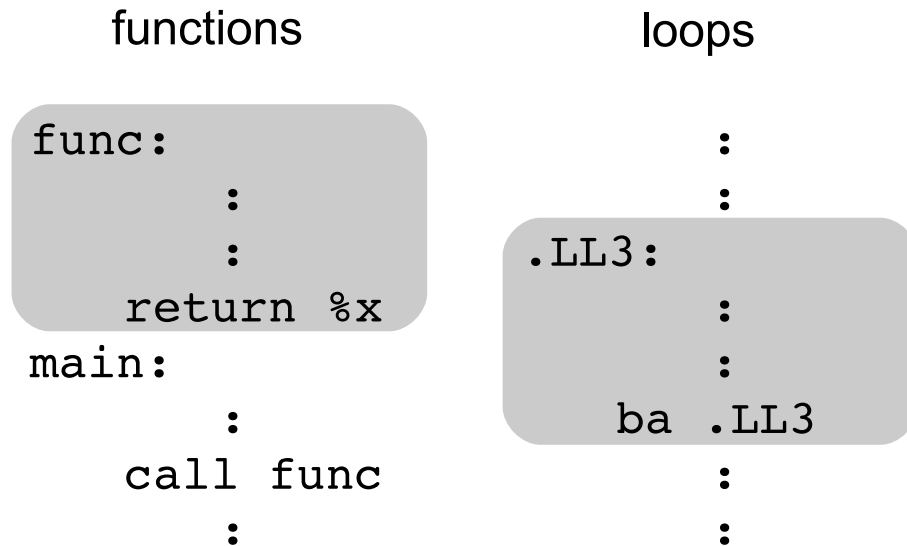 functions
func:
:
:
return %x
main:
:
call func
:
loops
:
:
.LL3:
:
:
ba .LL3
:
: